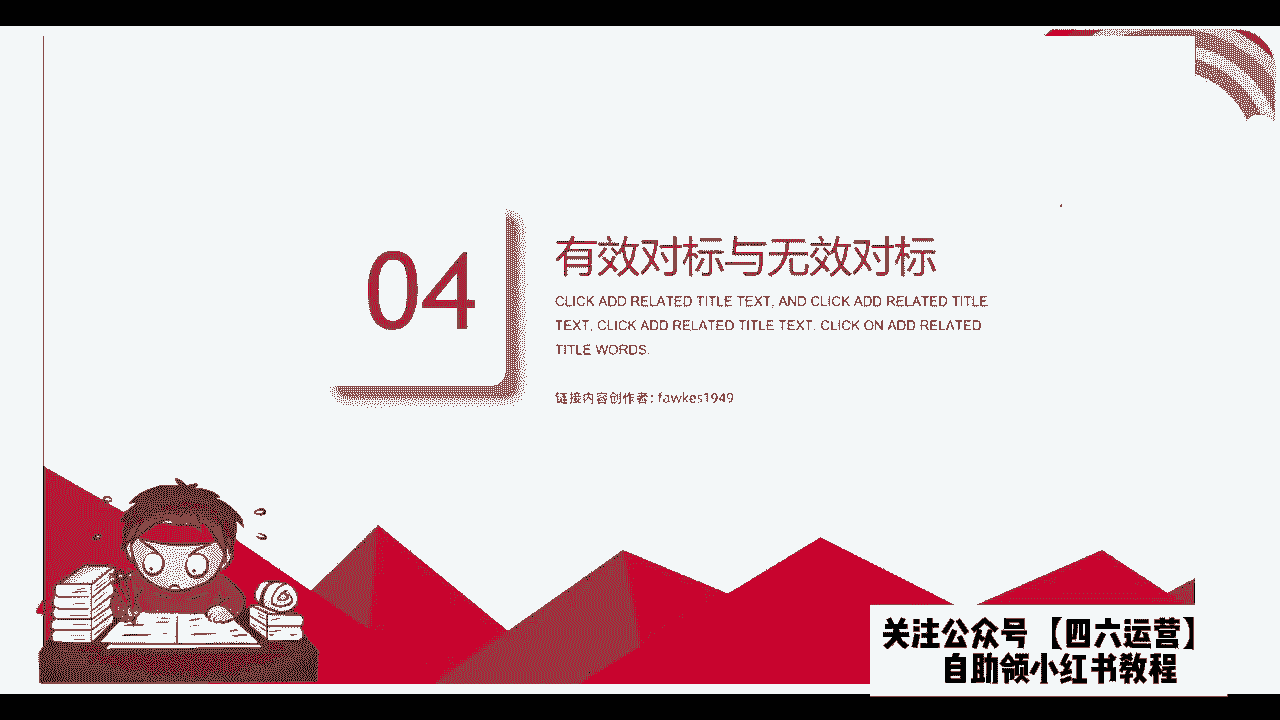 04
有效对标与无效对标
CLICK ADD RELATED TITLE TEXT, AND CLICK ADD RELATED TITLE
TEXT, CLICK ADD RELATED TITLE TEXT. CLICK ON ADD RELATED
TITLE WORDS.
链接内容创作者: fawkes1949
关注公众号【四六运营】
自助领小红书教程